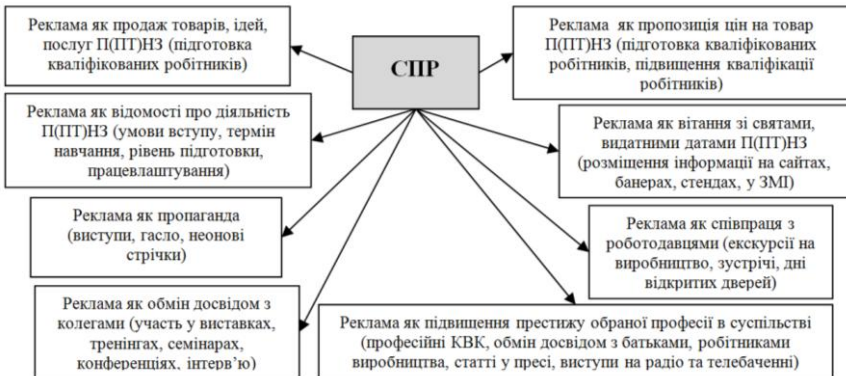 Реклама як продаж товарів, ідей,
послуг П(ПТ)НЗ (підготовка
кваліфікованих робітників)
СПР
Реклама як пропозиція цін на товар
П(ПТ)НЗ (підготовка кваліфікованих
робітників, підвищення кваліфікації
робітників)
Реклама як відомості про діяльність
П(ПТ)НЗ (умови вступу, термін
навчання, рівень підготовки,
працевлаштування)
Реклама як вітання зі святами,
видатними датами П(ПТ)НЗ
(розміщення інформації на сайтах,
банерах, стендах, у ЗМІ)
Реклама як пропаганда
(виступи, гасло, неонові
стрічки)
Реклама як співпраця з
роботодавцями (екскурсії на
виробництво, зустрічі, дні
відкритих дверей)
Реклама як обмін досвідом з
колегами (участь у виставках,
тренінгах, семінарах,
конференціях, інтерв’ю)
Реклама як підвищення престижу обраної професії в суспільстві
(професійні КВК, обмін досвідом з батьками, робітниками
виробництва, статті у пресі, виступи на радіо та телебаченні)